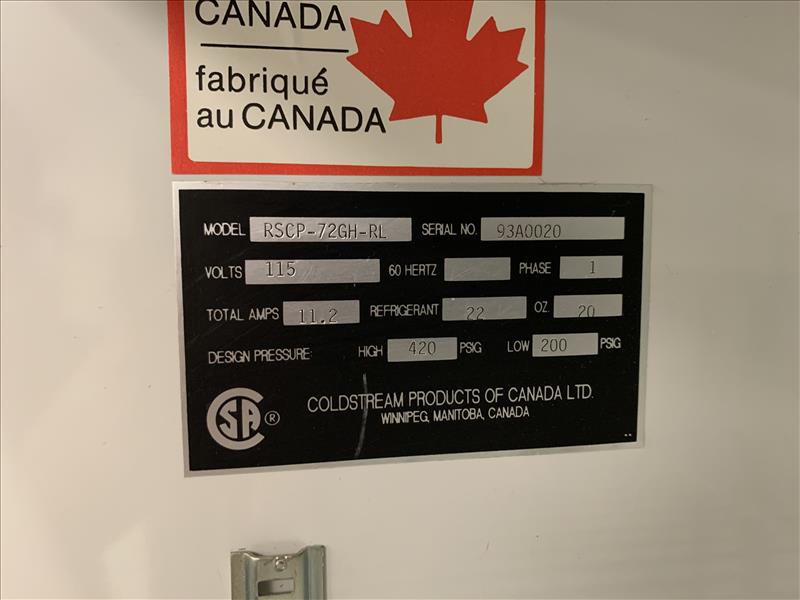 CANADA
fabriqué
au CANADA
MODEL RSCP-72GH-RL SERIAL NO. 93A0020
VOLTS 115 60 HERTZ PHASE 1
TOTAL AMPS 11.2 REFRIGERANT 22 OZ. 20
DESIGN PRESSURE: HIGH 420 PSIG LOW 200 PSIG
CSA ® COLDSTREAM PRODUCTS OF CANADA LTD.
WINNIPEG, MANITOBA, CANADA